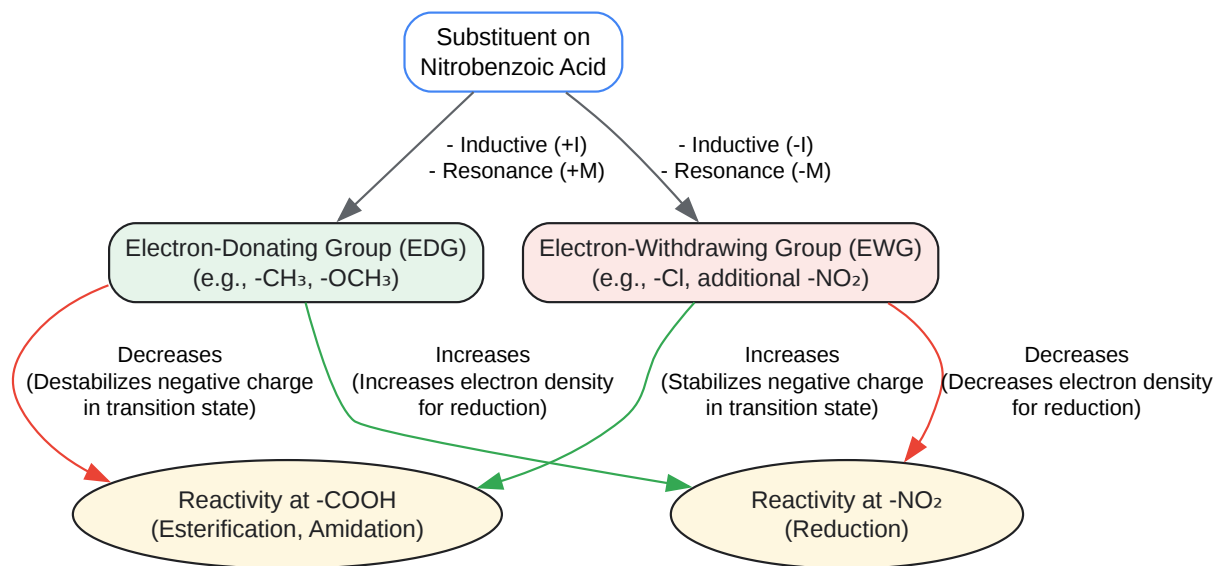 Substituent on
Nitrobenzoic Acid
- Inductive (+I)
- Resonance (+M)
- Inductive (-I)
- Resonance (-M)
Electron-Donating Group (EDG)
(e.g., -CH₃, -OCH₃)
Electron-Withdrawing Group (EWG)
(e.g., -Cl, additional -NO₂)
Decreases
(Destabilizes negative charge
in transition state)
Increases
(Increases electron density
for reduction)
Increases
(Stabilizes negative charge
in transition state)
Decreases
(Decreases electron density
for reduction)
Reactivity at -COOH
(Esterification, Amidation)
Reactivity at -NO₂
(Reduction)